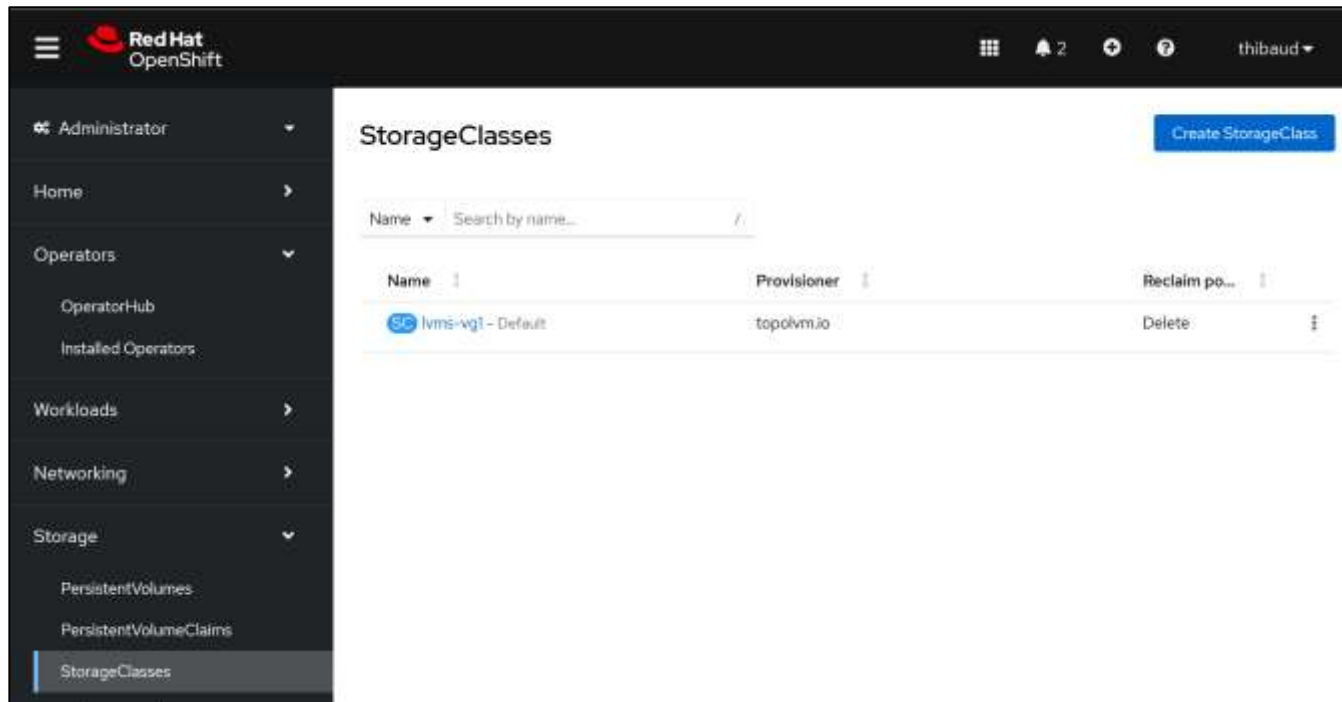 Red Hat
OpenShift
2
thibaud
Administrator
Home
Operators
OperatorHub
Installed Operators
Workloads
Networking
Storage
PersistentVolumes
PersistentVolumeClaims
StorageClasses
StorageClasses
Create StorageClass
Name Search by name... /
Name Provisioner Reclaim po...
SC lvms-vg1 – Default topolvm.io Delete